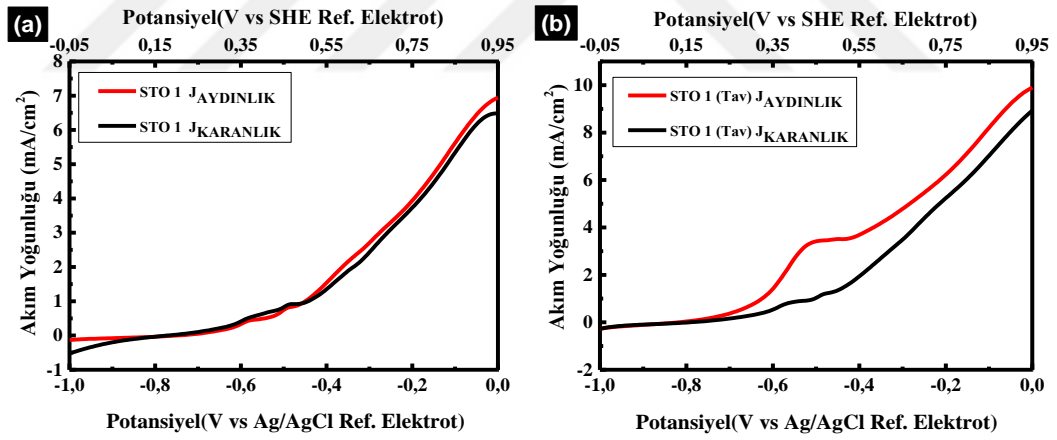 (a)
Potansiyel(V vs SHE Ref. Elektrot)
-0,05 0,15 0,35 0,55 0,75 0,95
8
7
6
5
4
3
2
1
0
-1
Akım Yoğunluğu (mA/cm²)
STO 1 J_AYDINLIK
STO 1 J_KARANLIK
-1,0 -0,8 -0,6 -0,4 -0,2 0,0
Potansiyel(V vs Ag/AgCl Ref. Elektrot)
(b)
Potansiyel(V vs SHE Ref. Elektrot)
-0,05 0,15 0,35 0,55 0,75 0,95
10
8
6
4
2
0
-2
Akım Yoğunluğu (mA/cm²)
STO 1 (Tav) J_AYDINLIK
STO 1 (Tav) J_KARANLIK
-1,0 -0,8 -0,6 -0,4 -0,2 0,0
Potansiyel(V vs Ag/AgCl Ref. Elektrot)